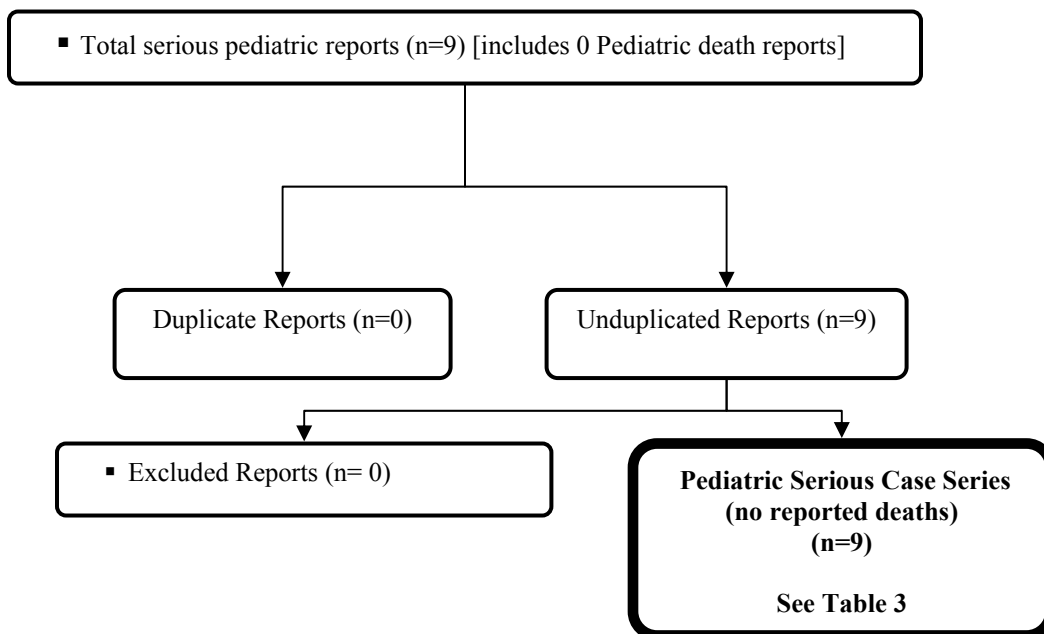 ▪ Total serious pediatric reports (n=9) [includes 0 Pediatric death reports]
Duplicate Reports (n=0)
Unduplicated Reports (n=9)
▪ Excluded Reports (n= 0)
Pediatric Serious Case Series
(no reported deaths)
(n=9)
See Table 3